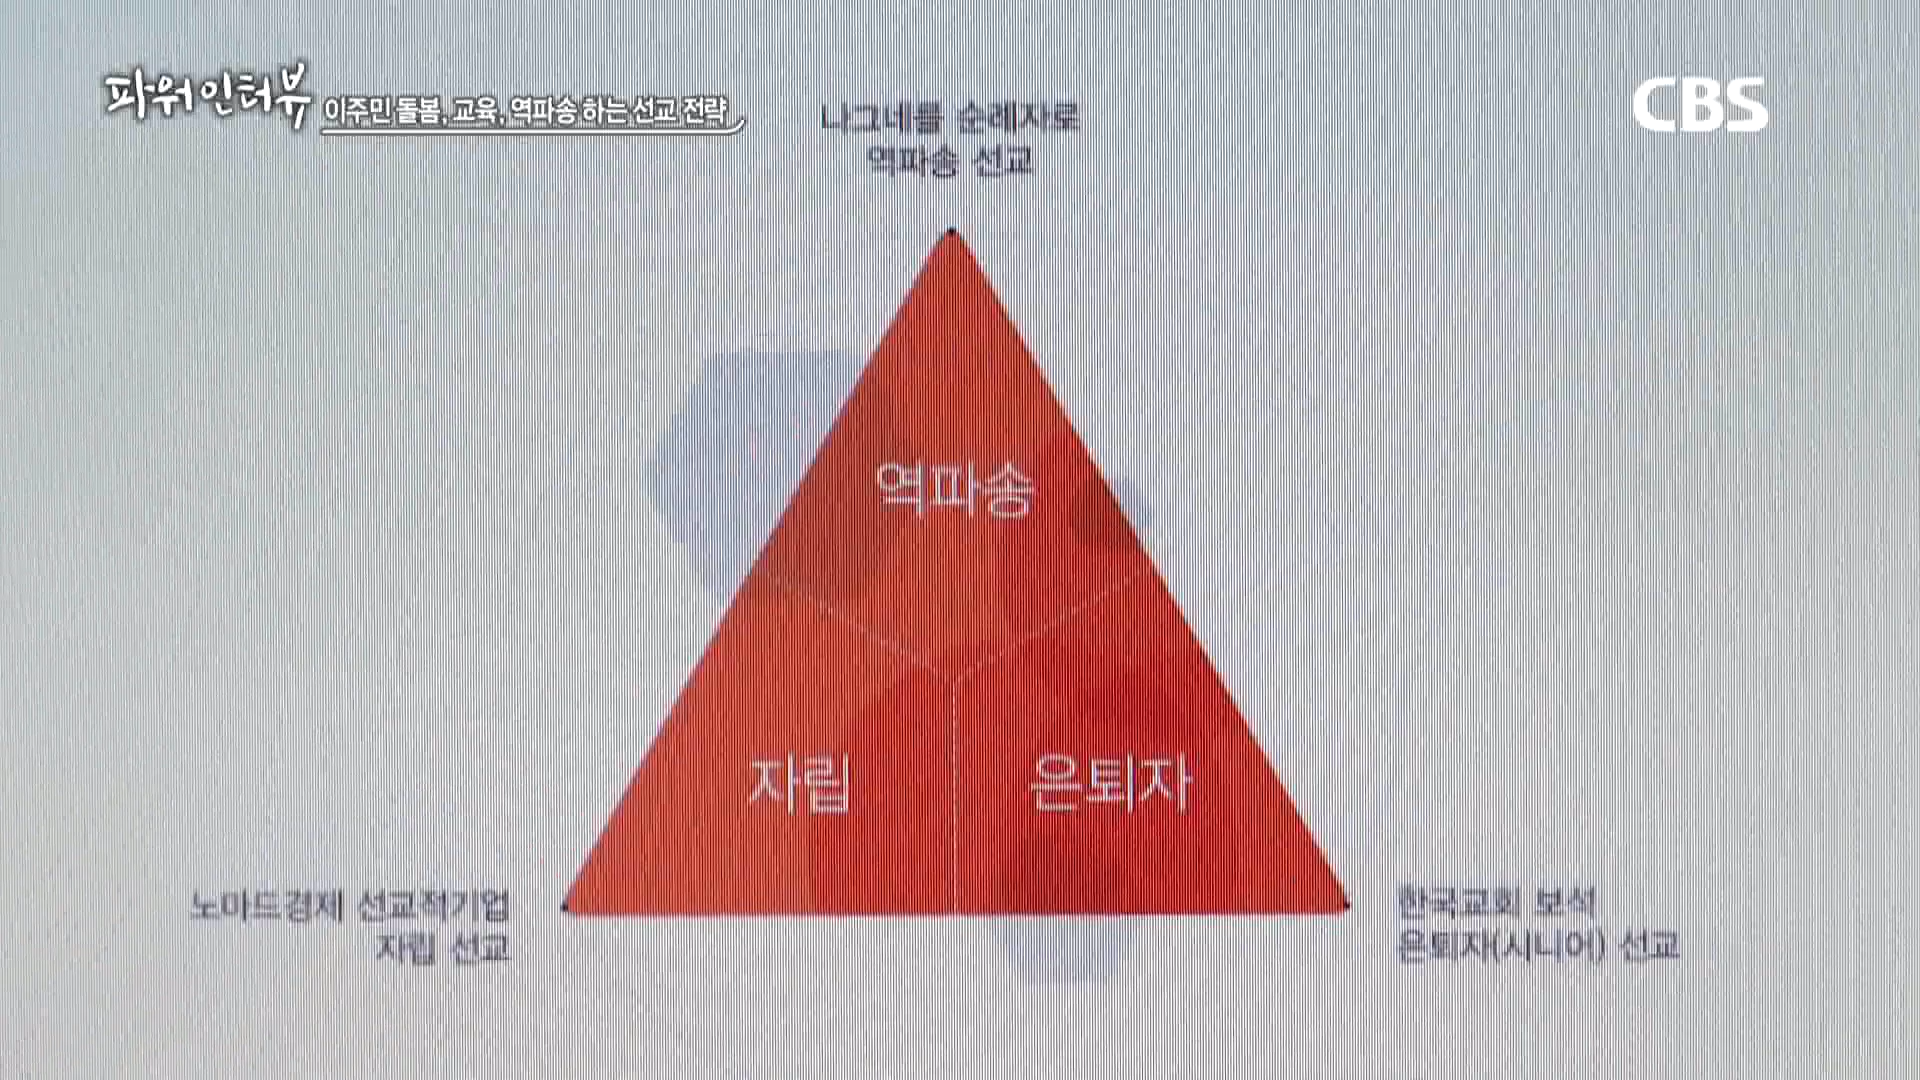 파워인터뷰
이주민 돌봄, 교육, 역파송 하는 선교 전략
CBS
나그네를 순례자로
역파송 선교
역파송
자립
은퇴자
노마드경제 선교적기업
자립 선교
한국교회 보석
은퇴자(시니어) 선교